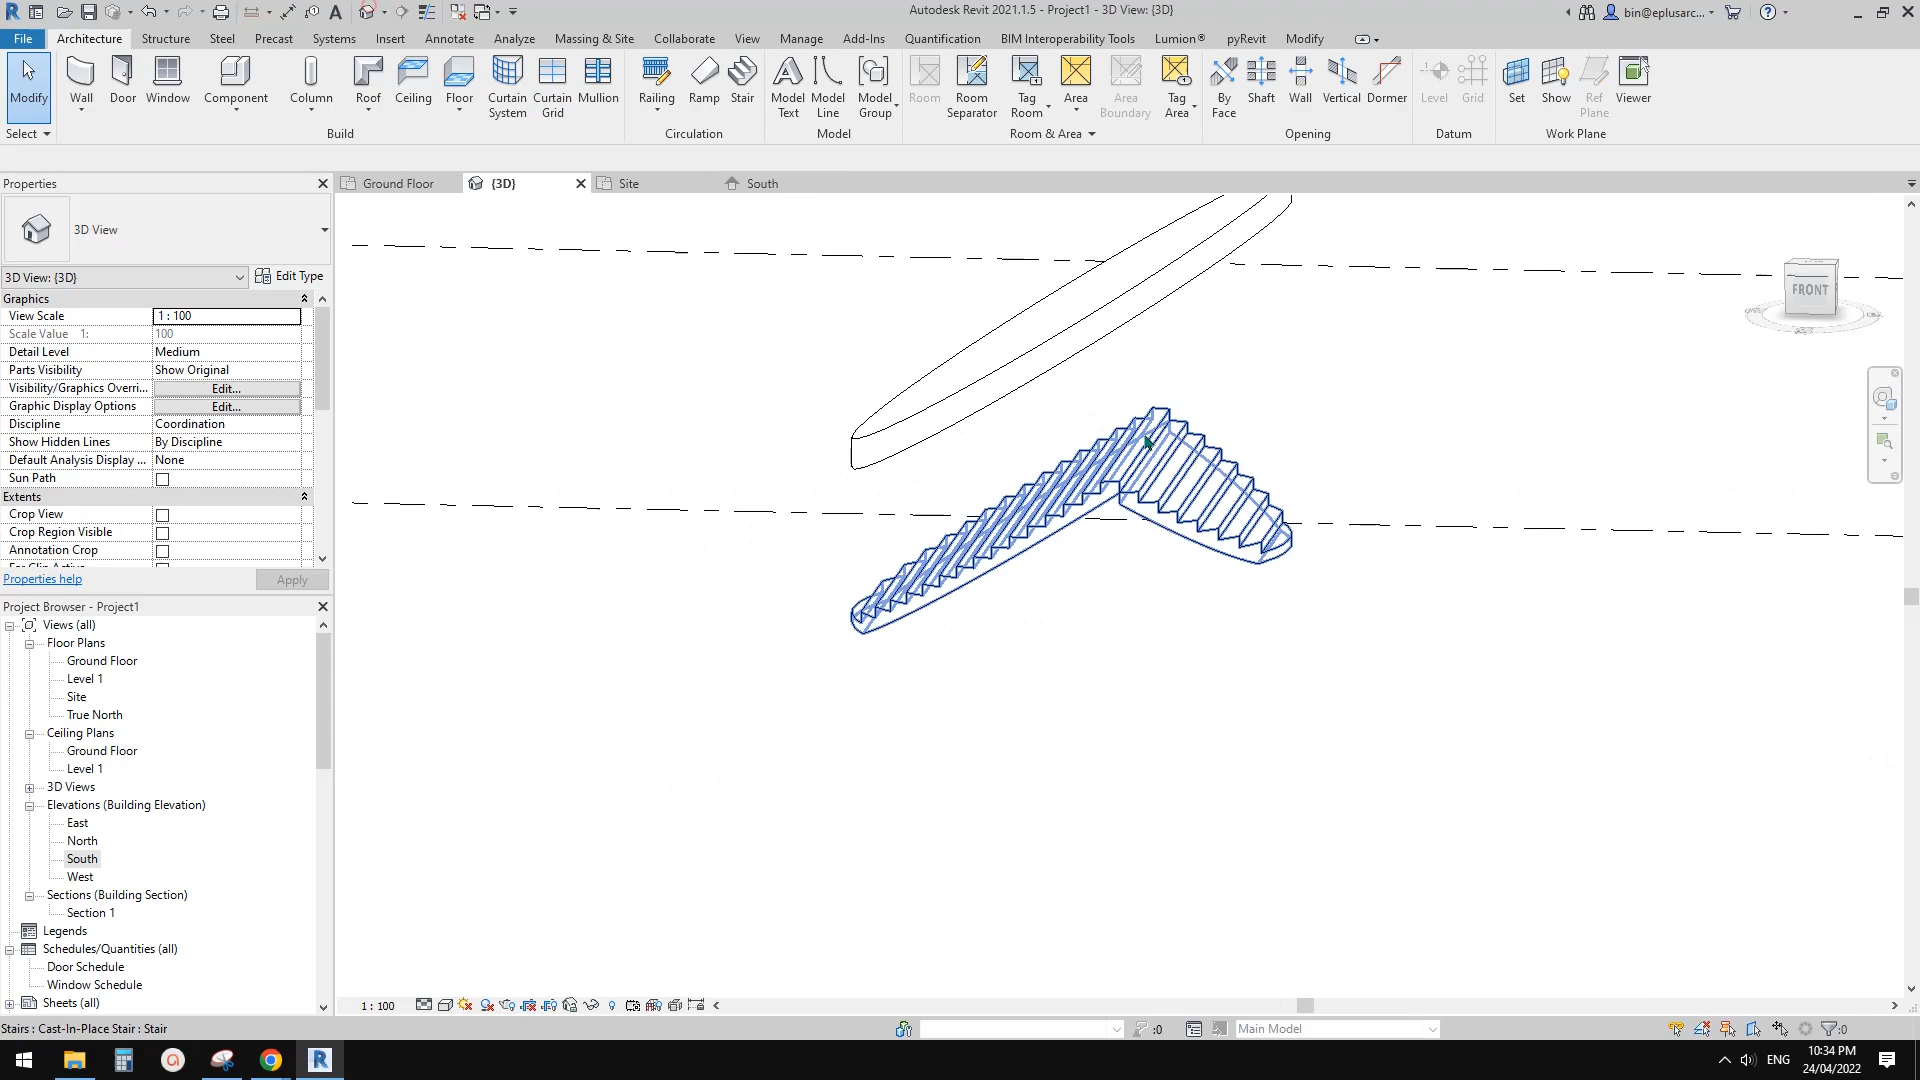 Autodesk Revit 2021.1.5 - Project1 - 3D View: {3D}
bin@eplusarc...
File Architecture Structure Steel Precast Systems Insert Annotate Analyze Massing & Site Collaborate View Manage Add-Ins Quantification BIM Interoperability Tools Lumion® pyRevit Modify
Modify Wall Door Window Component Column Roof Ceiling Floor Curtain System Curtain Grid Mullion Railing Ramp Stair Model Text Model Line Model Group Room Room Separator Tag Room Area Area Boundary Tag Area By Face Shaft Wall Vertical Dormer Level Grid Set Show Ref Plane Viewer
Select Build Circulation Model Room & Area Opening Datum Work Plane
Properties
Ground Floor {3D} Site South
3D View
3D View: {3D} Edit Type
Graphics
View Scale 1 : 100
Scale Value 1: 100
Detail Level Medium
Parts Visibility Show Original
Visibility/Graphics Overri... Edit...
Graphic Display Options Edit...
Discipline Coordination
Show Hidden Lines By Discipline
Default Analysis Display ... None
Sun Path
Extents
Crop View
Crop Region Visible
Annotation Crop
Properties help Apply
FRONT
Project Browser - Project1
Views (all)
Floor Plans
Ground Floor
Level 1
Site
True North
Ceiling Plans
Ground Floor
Level 1
3D Views
Elevations (Building Elevation)
East
North
South
West
Sections (Building Section)
Section 1
Legends
Schedules/Quantities (all)
Door Schedule
Window Schedule
Sheets (all)
1 : 100
Stairs : Cast-In-Place Stair : Stair
:0
Main Model
:0
ENG
10:34 PM
24/04/2022